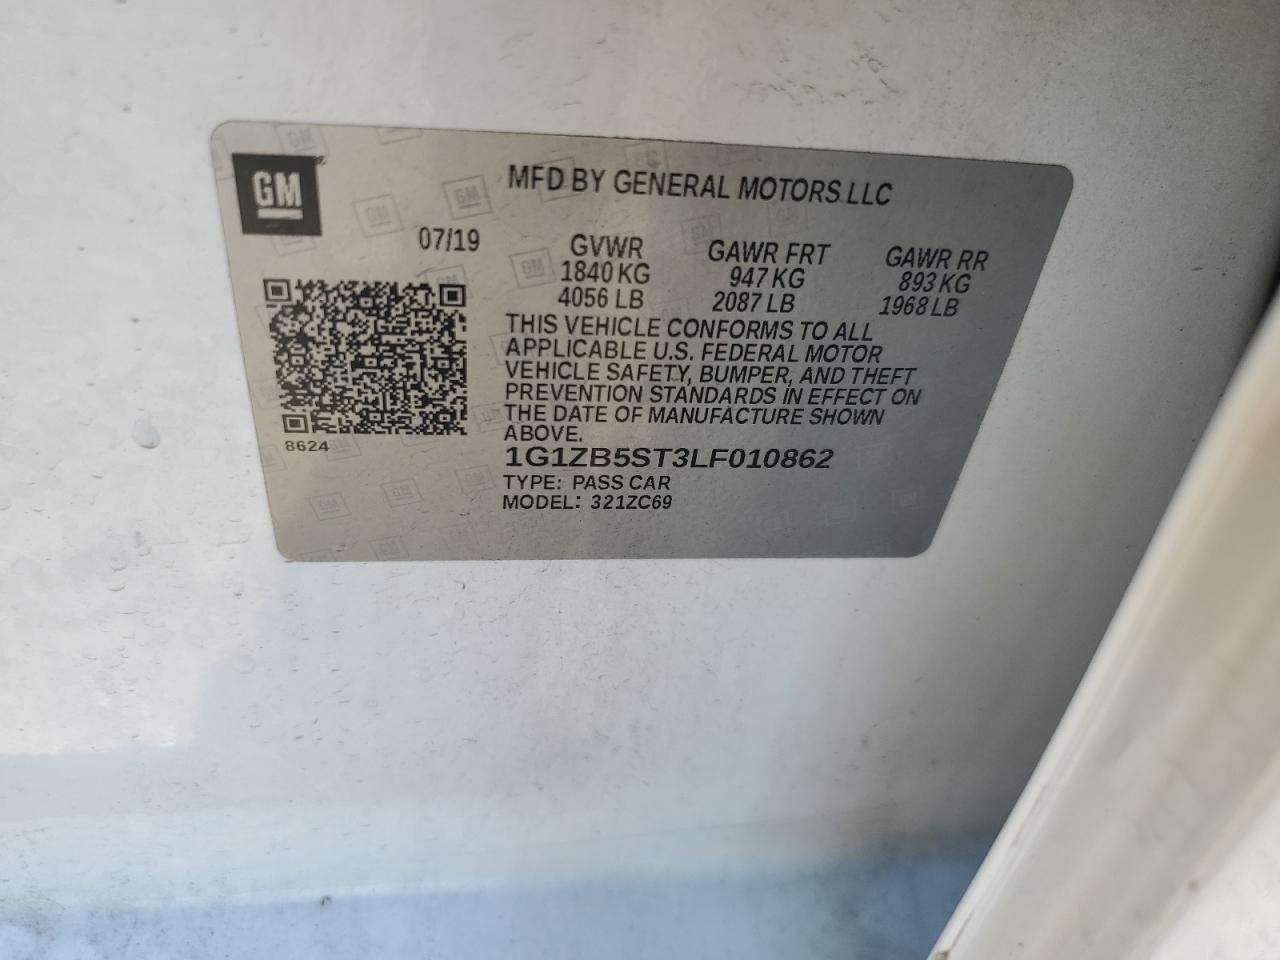 GM
MFD BY GENERAL MOTORS LLC
07/19
GVWR GAWR FRT GAWR RR
1840 KG 947 KG 893 KG
4056 LB 2087 LB 1968 LB
THIS VEHICLE CONFORMS TO ALL
APPLICABLE U.S. FEDERAL MOTOR
VEHICLE SAFETY, BUMPER, AND THEFT
PREVENTION STANDARDS IN EFFECT ON
THE DATE OF MANUFACTURE SHOWN
ABOVE.
8624
1G1ZB5ST3LF010862
TYPE: PASS CAR
MODEL: 321ZC69